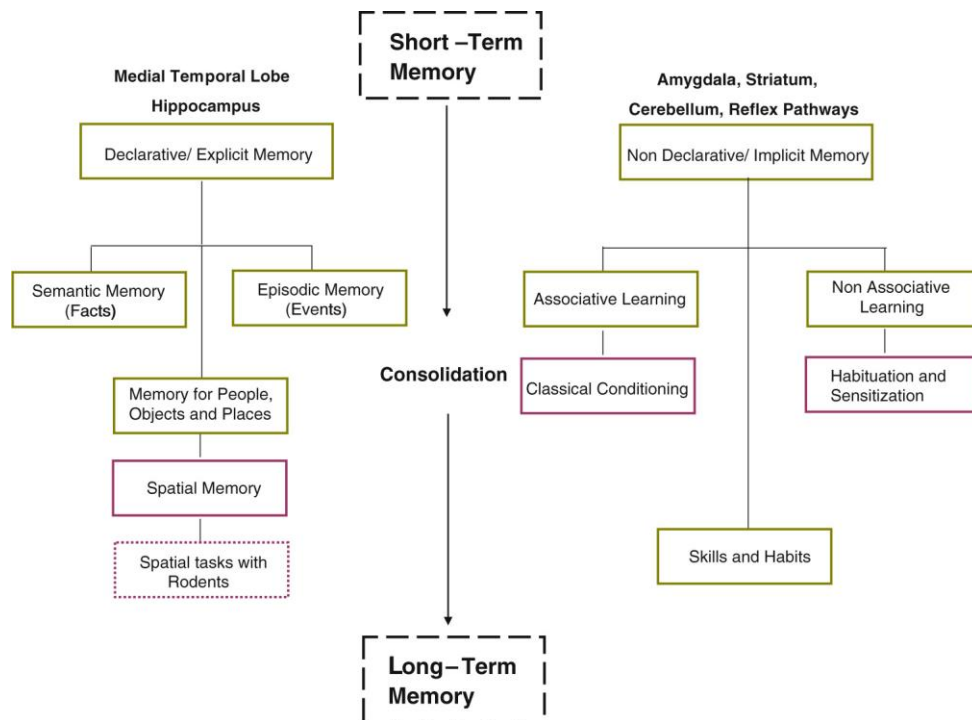 Short –Term
Memory
Medial Temporal Lobe
Hippocampus
Amygdala, Striatum,
Cerebellum, Reflex Pathways
Declarative/ Explicit Memory
Non Declarative/ Implicit Memory
Semantic Memory
(Facts)
Episodic Memory
(Events)
Associative Learning
Non Associative
Learning
Consolidation
Classical Conditioning
Habituation and
Sensitization
Memory for People,
Objects and Places
Spatial Memory
Spatial tasks with
Rodents
Skills and Habits
Long–Term
Memory